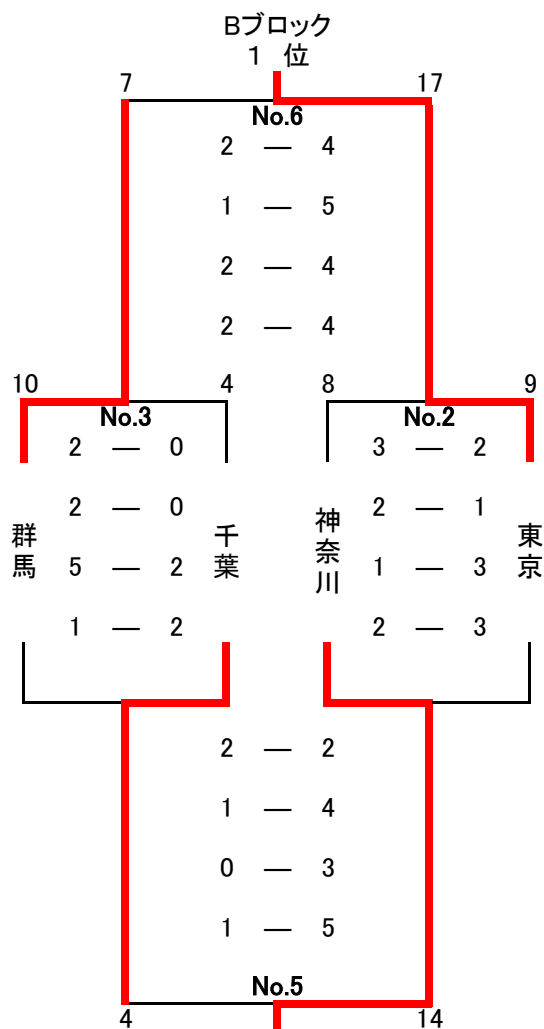 Bブロック
1 位
7 17
No.6
2 — 4
1 — 5
2 — 4
2 — 4
10 4 8 9
No.3 No.2
2 — 0 3 — 2
2 — 0 2 — 1
5 — 2 1 — 3
1 — 2 2 — 3
群馬 千葉 神奈川 東京
2 — 2
1 — 4
0 — 3
1 — 5
No.5
4 14